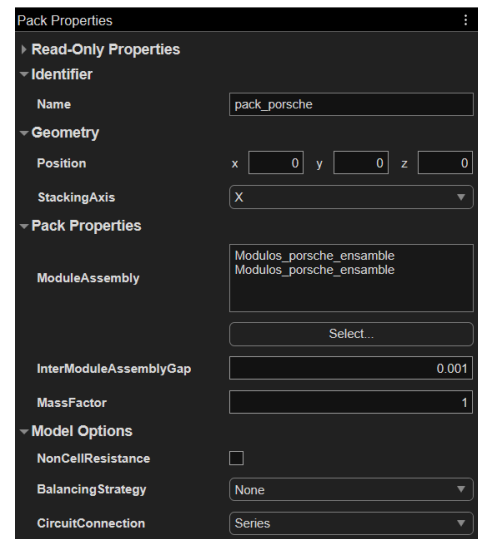 Pack Properties
Read-Only Properties
Identifier
Name pack_porsche
Geometry
Position x 0 y 0 z 0
StackingAxis X
Pack Properties
ModuleAssembly Modulos_porsche_ensamble
Modulos_porsche_ensamble
Select...
InterModuleAssemblyGap 0.001
MassFactor 1
Model Options
NonCellResistance
BalancingStrategy None
CircuitConnection Series